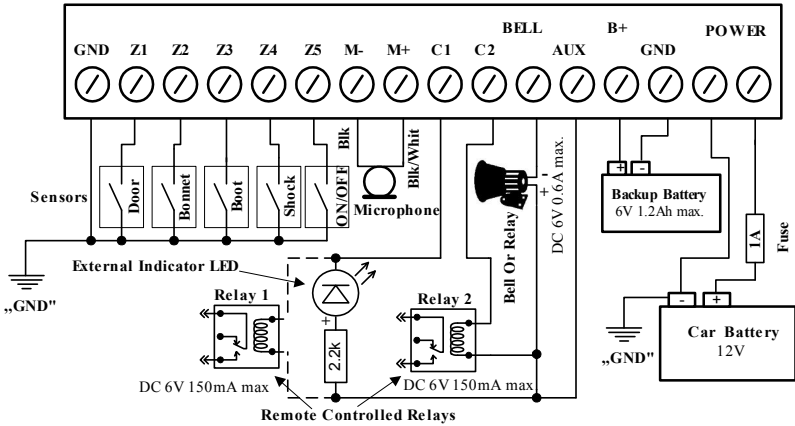 BELL
B+
POWER
GND Z1 Z2 Z3 Z4 Z5 M- M+ C1 C2 AUX GND
Blk
Blk/Whit
Sensors
Door
Bonnet
Boot
Shock
ON/OFF
Microphone
Bell Or Relay
-
+
DC 6V 0.6A max.
+ -
Backup Battery
6V 1.2Ah max.
1A
Fuse
„GND"
External Indicator LED
Relay 1
+
2.2k
Relay 2
- +
Car Battery
12V
„GND"
DC 6V 150mA max
DC 6V 150mA max
Remote Controlled Relays